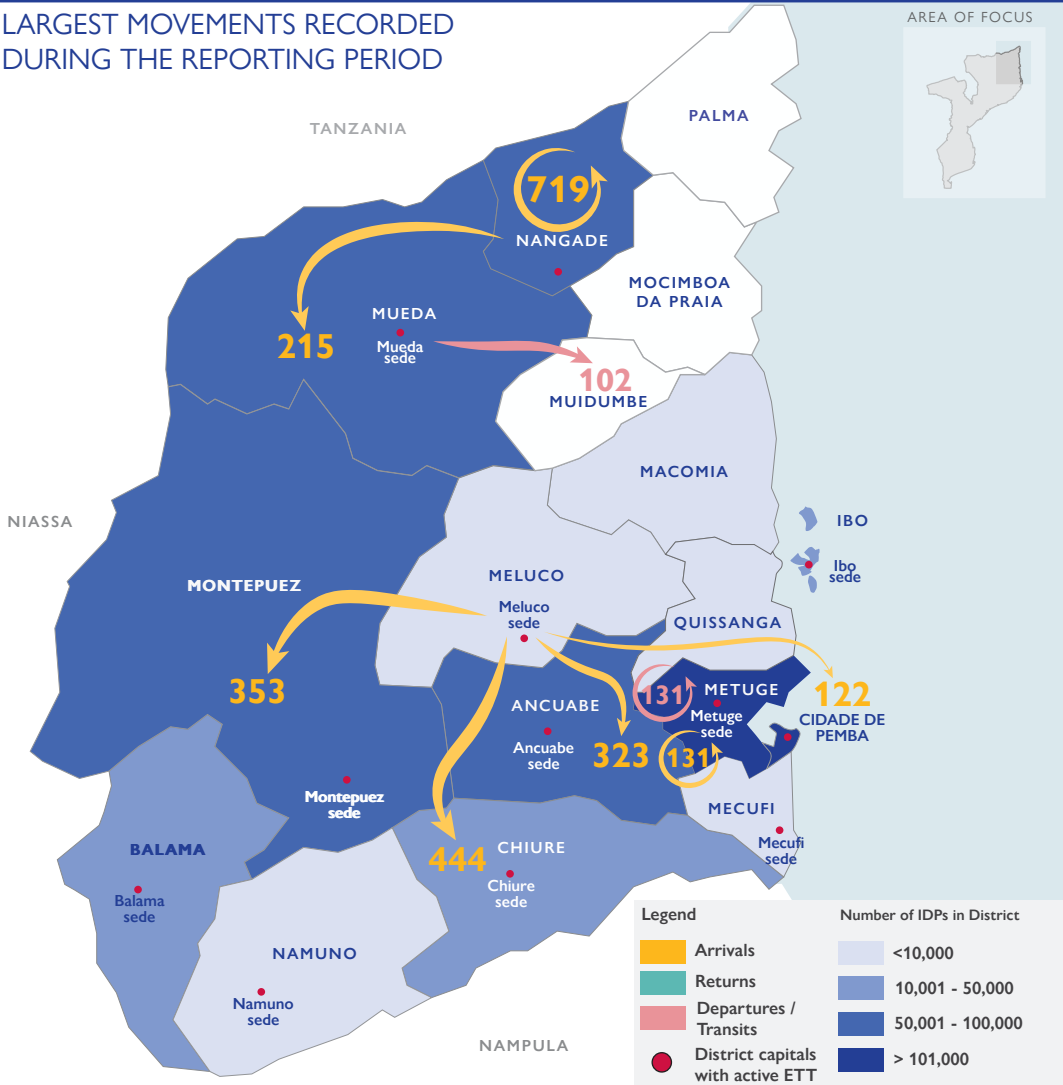 LARGEST MOVEMENTS RECORDED
DURING THE REPORTING PERIOD
AREA OF FOCUS
TANZANIA
PALMA
719
NANGADE
MOCIMBOA
DA PRAIA
MUEDA
215
Mueda
sede
102
MUIDUMBE
MACOMIA
NIASSA
IBO
Ibo
sede
MELUCO
MONTEPUEZ
Meluco
sede
QUISSANGA
353
131
METUGE
122
ANCUABE
Metuge
sede
CIDADE DE
PEMBA
Ancuabe
sede
323
131
Montepuez
sede
MECUFI
Mecufi
sede
BALAMA
444
CHIURE
Chiure
sede
Balama
sede
NAMUNO
Namuno
sede
NAMPULA
Legend
Arrivals
Returns
Departures /
Transits
District capitals
with active ETT
Number of IDPs in District
<10,000
10,001 - 50,000
50,001 - 100,000
> 101,000